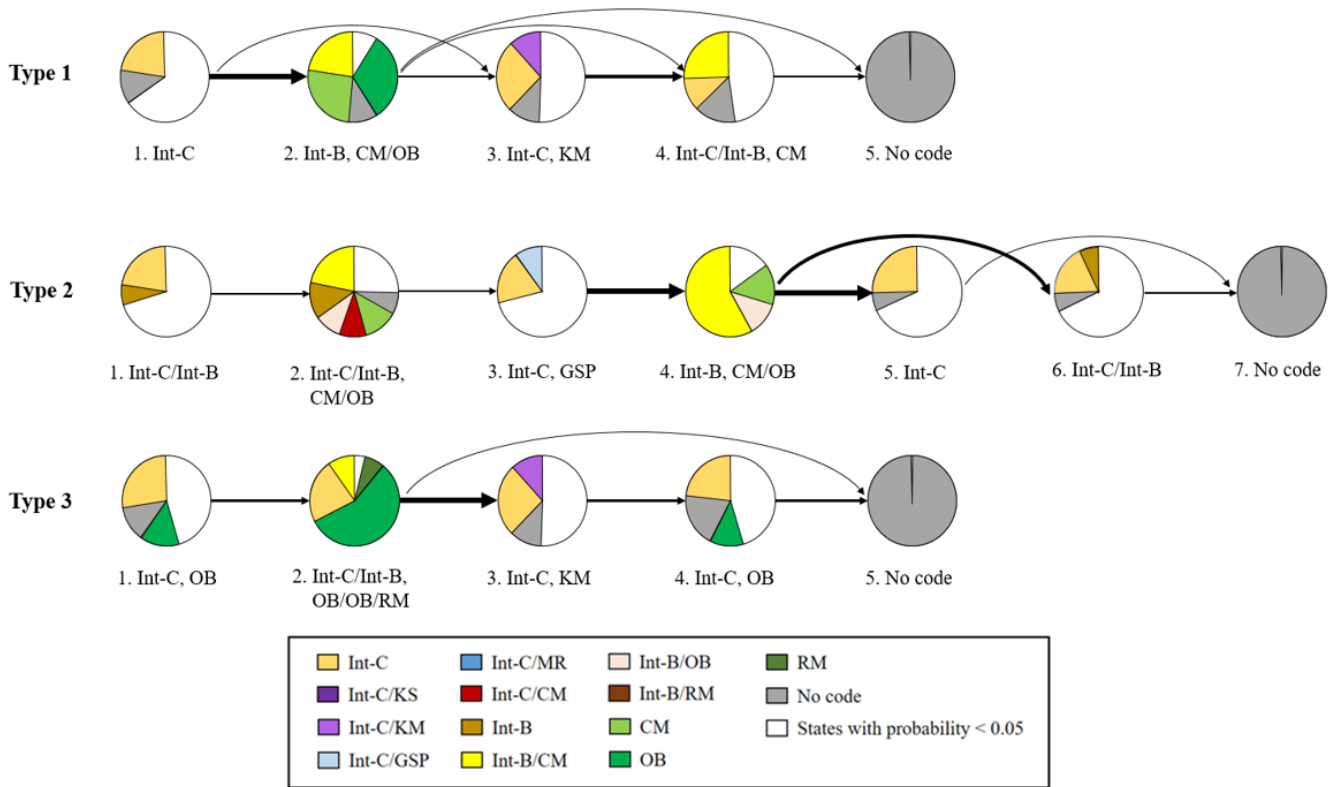 Type 1
1. Int-C
2. Int-B, CM/OB
3. Int-C, KM
4. Int-C/Int-B, CM
5. No code
Type 2
1. Int-C/Int-B
2. Int-C/Int-B,
CM/OB
3. Int-C, GSP
4. Int-B, CM/OB
5. Int-C
6. Int-C/Int-B
7. No code
Type 3
1. Int-C, OB
2. Int-C/Int-B,
OB/OB/RM
3. Int-C, KM
4. Int-C, OB
5. No code
Int-C
Int-C/KS
Int-C/KM
Int-C/GSP
Int-C/MR
Int-C/CM
Int-B
Int-B/CM
Int-B/OB
Int-B/RM
CM
OB
RM
No code
States with probability < 0.05